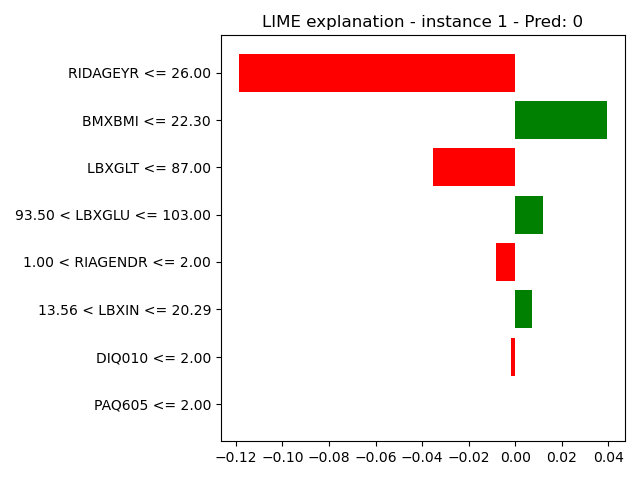 LIME explanation - instance 1 - Pred: 0
RIDAGEYR <= 26.00
BMXBMI <= 22.30
LBXGLT <= 87.00
93.50 < LBXGLU <= 103.00
1.00 < RIAGENDR <= 2.00
13.56 < LBXIN <= 20.29
DIQ010 <= 2.00
PAQ605 <= 2.00
−0.12 −0.10 −0.08 −0.06 −0.04 −0.02 0.00 0.02 0.04